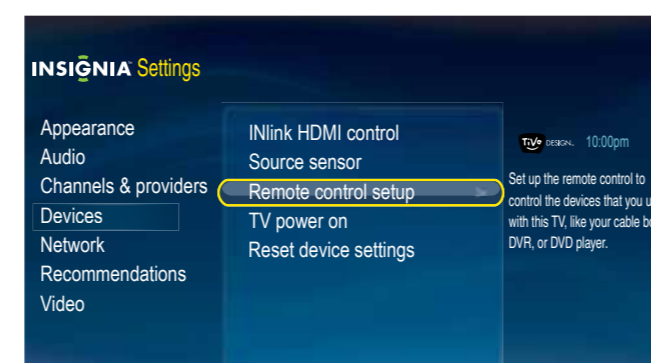 INSIGNIA Settings
Appearance
Audio
Channels & providers
Devices
Network
Recommendations
Video
INlink HDMI control
Source sensor
Remote control setup
TV power on
Reset device settings
TiVo DESIGN. 10:00pm
Set up the remote control to
control the devices that you u
with this TV, like your cable bo
DVR, or DVD player.